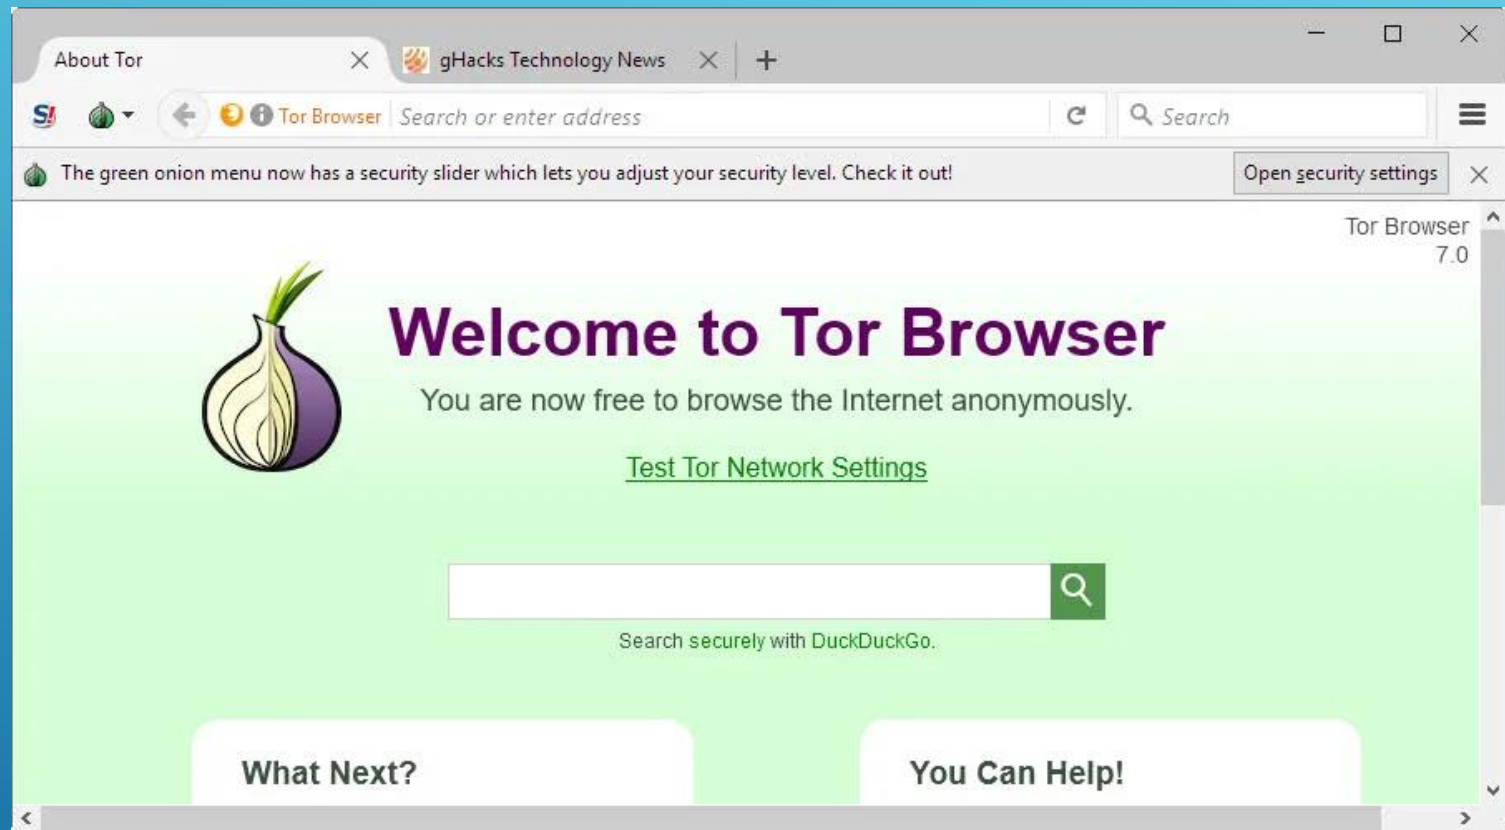 About Tor
gHacks Technology News
S!
Tor Browser Search or enter address
Search
The green onion menu now has a security slider which lets you adjust your security level. Check it out!
Open security settings
Tor Browser
7.0
Welcome to Tor Browser
You are now free to browse the Internet anonymously.
Test Tor Network Settings
Search securely with DuckDuckGo.
What Next?
You Can Help!